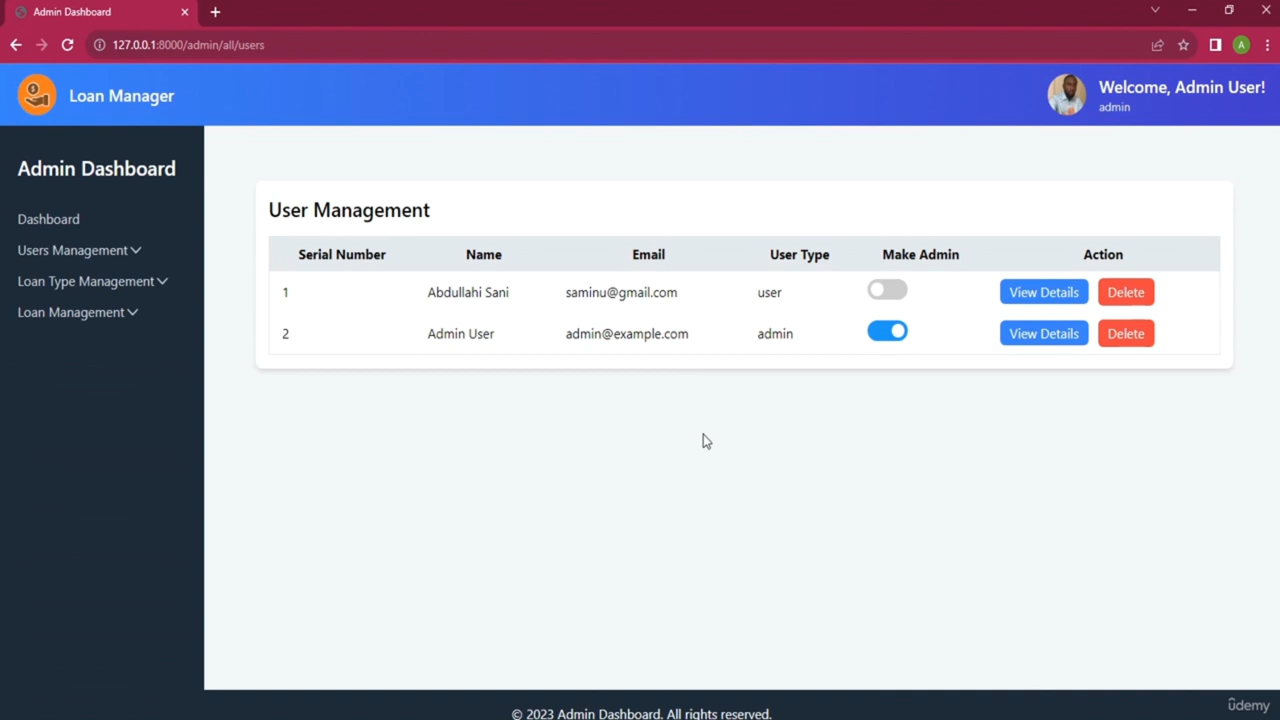 Admin Dashboard
127.0.0.1:8000/admin/all/users
A
Loan Manager
Welcome, Admin User!
admin
Admin Dashboard
Dashboard
Users Management
Loan Type Management
Loan Management
User Management
Serial Number Name Email User Type Make Admin Action
1 Abdullahi Sani saminu@gmail.com user View Details Delete
2 Admin User admin@example.com admin View Details Delete
© 2023 Admin Dashboard. All rights reserved.
ûdemy